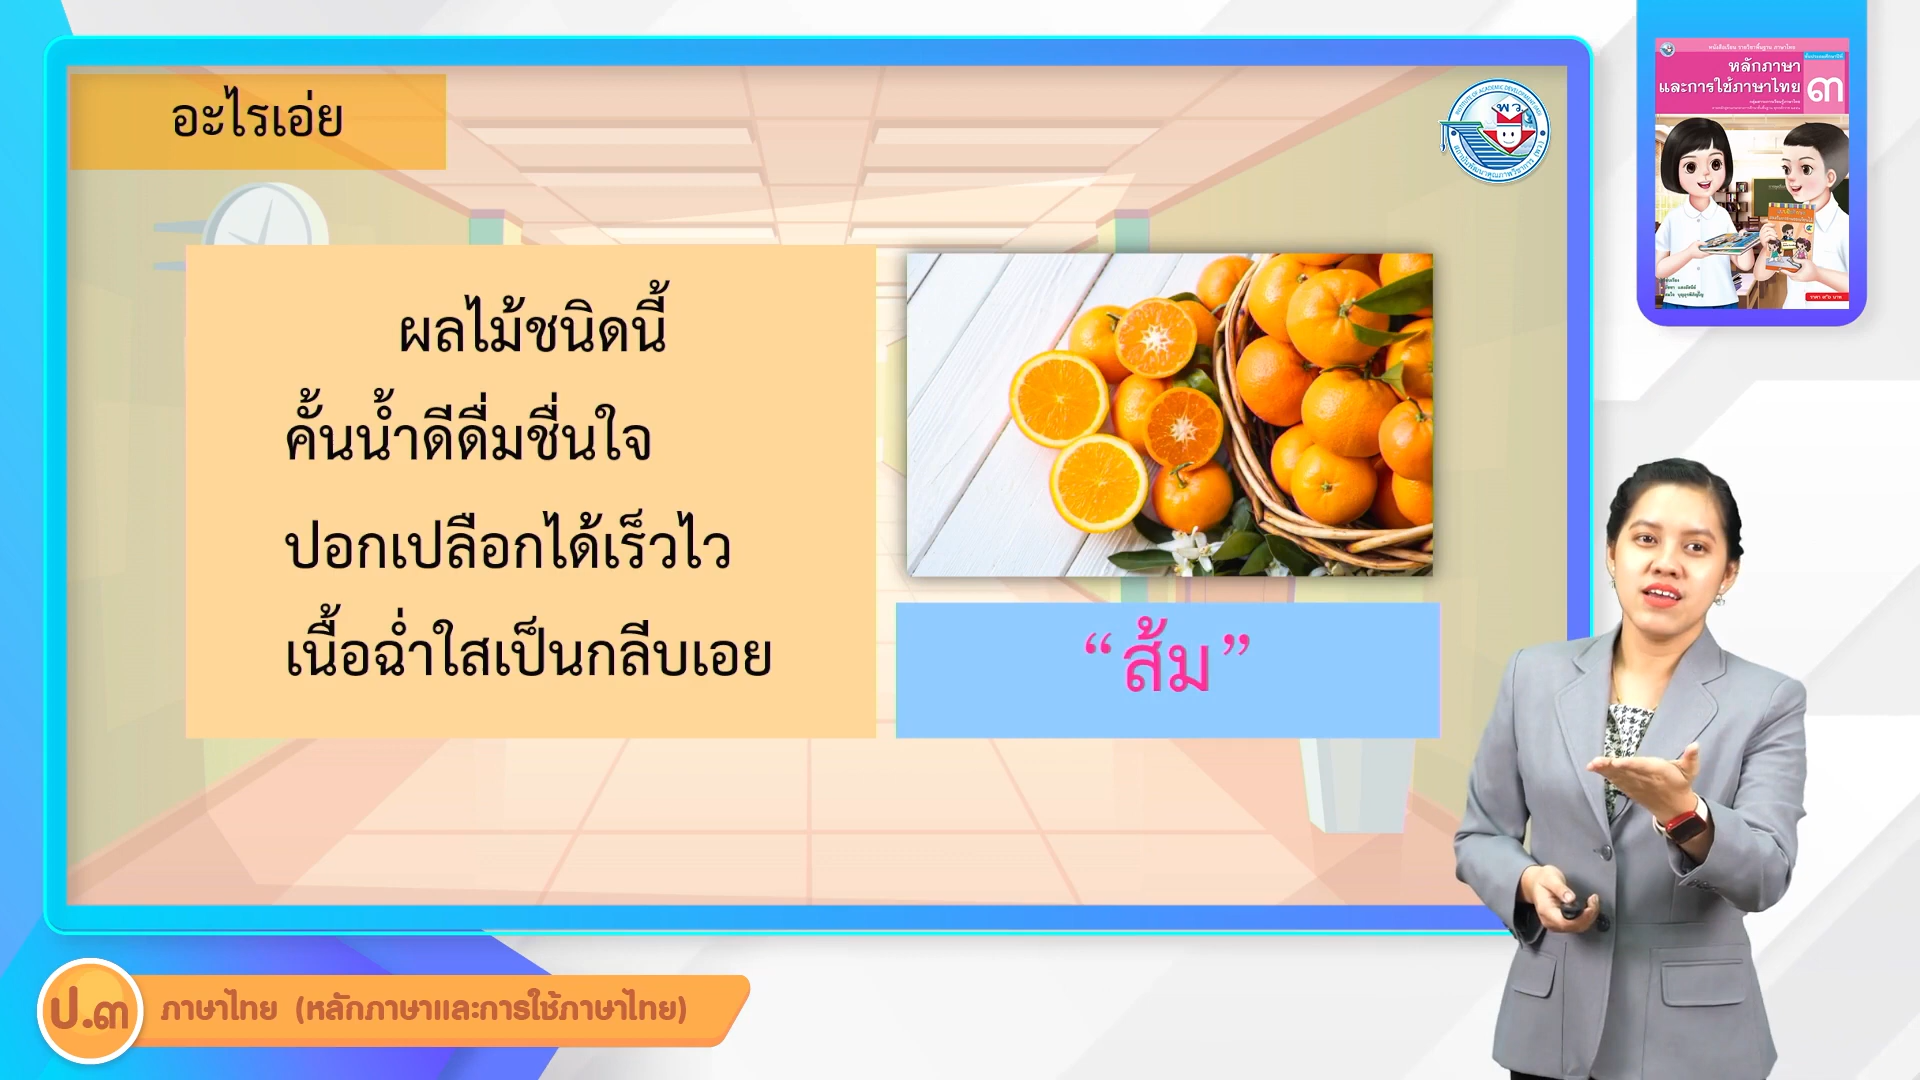 อะไรเอ่ย
ผลไม้ชนิดนี้
คั้นน้ำดีดื่มชื่นใจ
ปอกเปลือกได้เร็วไว
เนื้อฉ่ำใสเป็นกลีบเอย
“ส้ม”
พว
หลักภาษา
และการใช้ภาษาไทย
๓
ป.๓
ภาษาไทย (หลักภาษาและการใช้ภาษาไทย)